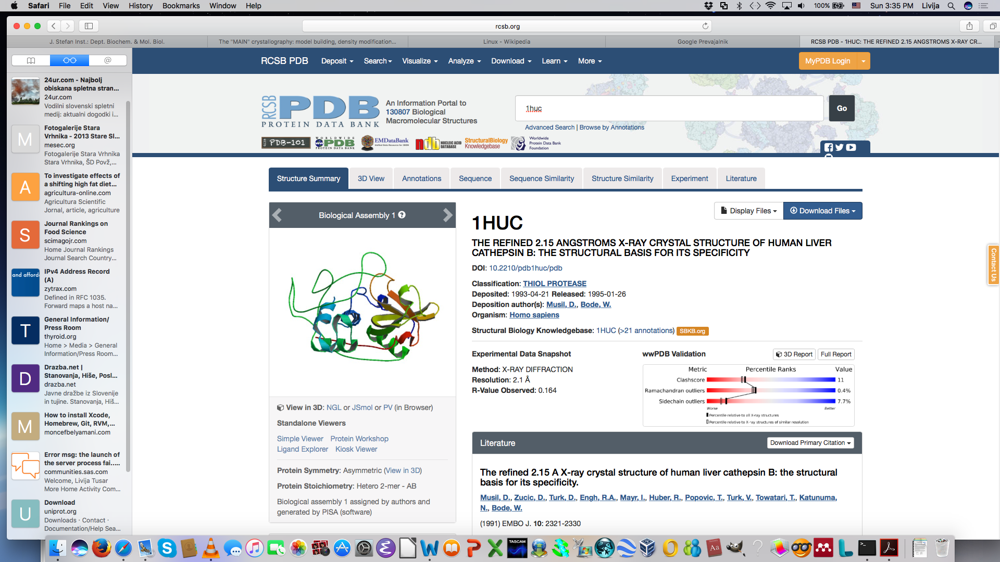 Safari File Edit View History Bookmarks Window Help
100% Sun 3:35 PM Livija
rcsb.org
J. Stefan Inst.: Dept. Biochem. & Mol. Biol.
The "MAIN" crystallography: model building, density modification...
Linux - Wikipedia
Google Prevajalnik
RCSB PDB - 1HUC: THE REFINED 2.15 ANGSTROMS X-RAY CR...
@
24ur.com - Najbolj
obiskana spletna stran...
24ur.com
Vodilni slovenski spletni
medij: aktualni dogodki i...
M
Fotogalerije Stara
Vrhnika - 2013 Stare Sl...
mesec.org
Fotogalerije Stara Vrhnika
Stara Vrhnika, ŠD Povž,...
A
To investigate effects of
a shifting high fat diet...
agricultura-online.com
Agricultura Scientific
Jornal, article, agriculture
S
Journal Rankings on
Food Science
scimagojr.com
Home Journal Rankings
Journal Search Country...
and afford
IPv4 Address Record
(A)
zytrax.com
Defined in RFC 1035.
Forward maps a host na...
T
General Information/
Press Room
thyroid.org
Home > Media > General
Information/Press Room...
D
Drazba.net |
Stanovanja, Hiše, Posl...
drazba.net
Javne dražbe iz Slovenije
in tujine. Stanovanja, Hiš...
M
How to install Xcode,
Homebrew, Git, RVM,...
moncefbelyamani.com
Error msg: the launch of
the server process fai.....
communities.sas.com
Welcome, Livija Tusar
More Home Activity Com...
U
Download
uniprot.org
Downloads · Contact ·
Documentation/Help Sea...
RCSB PDB Deposit Search Visualize Analyze Download Learn More
MyPDB Login
RCSB PDB
PROTEIN DATA BANK
An Information Portal to
130807 Biological
Macromolecular Structures
1huc
Go
Advanced Search | Browse by Annotations
RCSB PDB-101
WORLDWIDE
PDB
PROTEIN DATA BANK
EMDataBank
Unified Data Resource for 3DEM
ndb NUCLEIC ACID
DATABASE
StructuralBiology
Knowledgebase
Worldwide
Protein Data Bank
Foundation
Structure Summary 3D View Annotations Sequence Sequence Similarity Structure Similarity Experiment Literature
Biological Assembly 1
View in 3D: NGL or JSmol or PV (in Browser)
Standalone Viewers
Simple Viewer Protein Workshop
Ligand Explorer Kiosk Viewer
Protein Symmetry: Asymmetric (View in 3D)
Protein Stoichiometry: Hetero 2-mer - AB
Biological assembly 1 assigned by authors and
generated by PISA (software)
Display Files Download Files
1HUC
THE REFINED 2.15 ANGSTROMS X-RAY CRYSTAL STRUCTURE OF HUMAN LIVER
CATHEPSIN B: THE STRUCTURAL BASIS FOR ITS SPECIFICITY
DOI: 10.2210/pdb1huc/pdb
Classification: THIOL PROTEASE
Deposited: 1993-04-21 Released: 1995-01-26
Deposition author(s): Musil, D., Bode, W.
Organism: Homo sapiens
Structural Biology Knowledgebase: 1HUC (>21 annotations) SBKB.org
Experimental Data Snapshot
Method: X-RAY DIFFRACTION
Resolution: 2.1 Å
R-Value Observed: 0.164
wwPDB Validation 3D Report Full Report
Metric Percentile Ranks Value
Clashscore 11
Ramachandran outliers 0.4%
Sidechain outliers 7.7%
Worse Better
Percentile relative to all X-ray structures
Percentile relative to X-ray structures of similar resolution
Literature Download Primary Citation
The refined 2.15 A X-ray crystal structure of human liver cathepsin B: the structural
basis for its specificity.
Musil, D., Zucic, D., Turk, D., Engh, R.A., Mayr, I., Huber, R., Popovic, T., Turk, V., Towatari, T., Katunuma,
N., Bode, W.
(1991) EMBO J. 10: 2321-2330
Contact Us
TASCAM
Aa